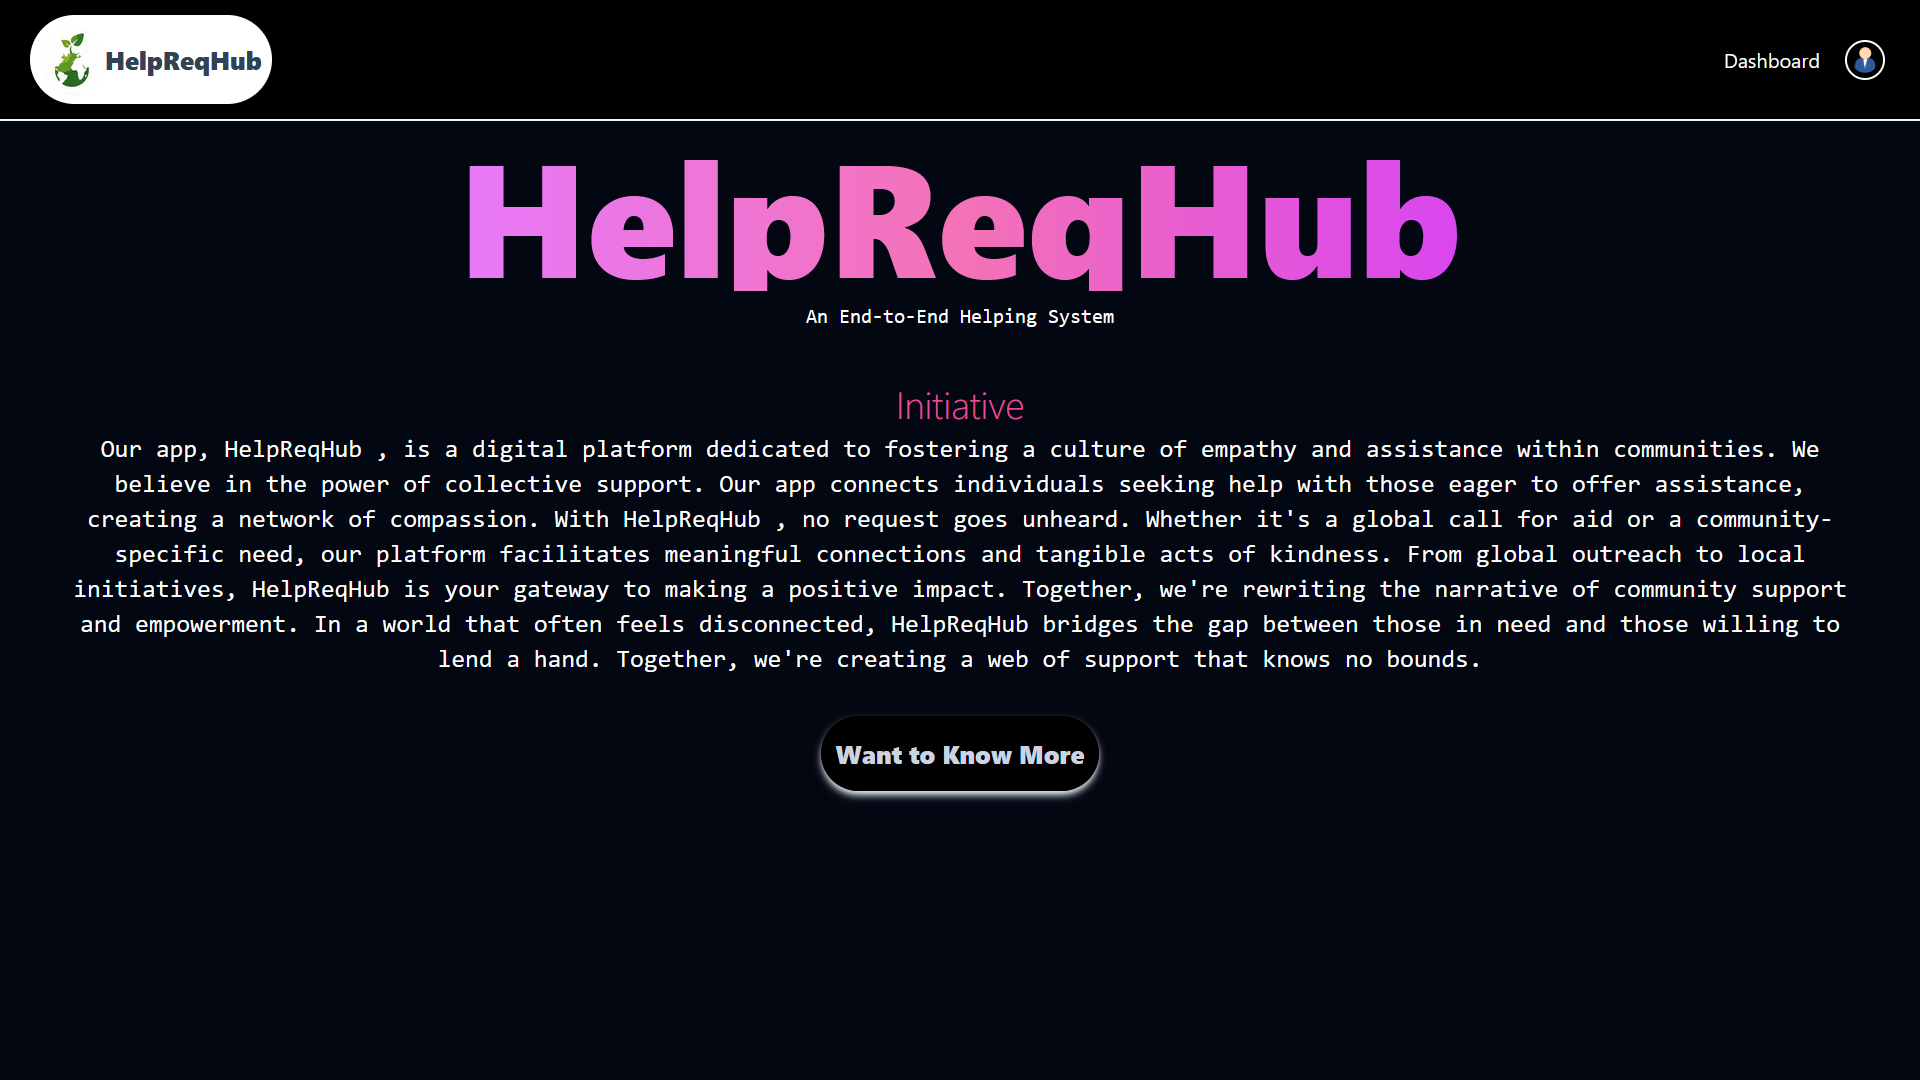 HelpReqHub
Dashboard
HelpReqHub
An End-to-End Helping System
Initiative
Our app, HelpReqHub , is a digital platform dedicated to fostering a culture of empathy and assistance within communities. We
believe in the power of collective support. Our app connects individuals seeking help with those eager to offer assistance,
creating a network of compassion. With HelpReqHub , no request goes unheard. Whether it's a global call for aid or a community-
specific need, our platform facilitates meaningful connections and tangible acts of kindness. From global outreach to local
initiatives, HelpReqHub is your gateway to making a positive impact. Together, we're rewriting the narrative of community support
and empowerment. In a world that often feels disconnected, HelpReqHub bridges the gap between those in need and those willing to
lend a hand. Together, we're creating a web of support that knows no bounds.
Want to Know More